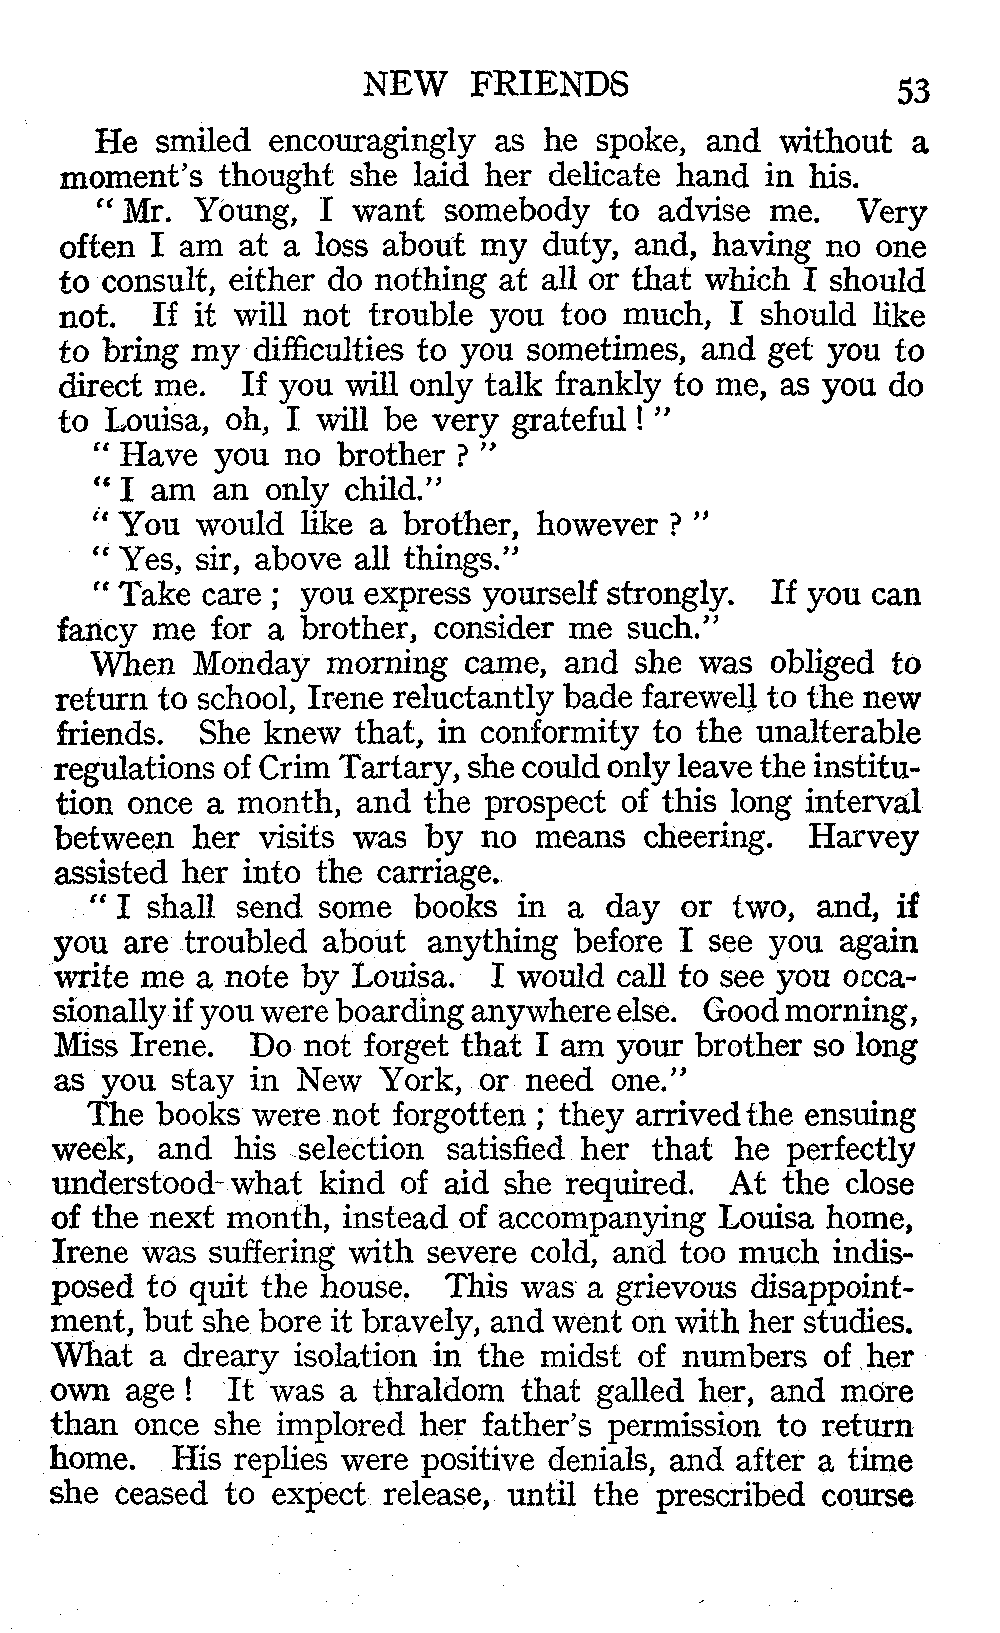 NEW FRIENDS 53
He smiled encouragingly as he spoke, and without a
moment's thought she laid her delicate hand in his.
" Mr. Young, I want somebody to advise me. Very
often I am at a loss about my duty, and, having no one
to consult, either do nothing at all or that which I should
not. If it will not trouble you too much, I should like
to bring my difficulties to you sometimes, and get you to
direct me. If you will only talk frankly to me, as you do
to Louisa, oh, I will be very grateful ! "
" Have you no brother ? "
" I am an only child."
" You would like a brother, however ? "
" Yes, sir, above all things."
" Take care ; you express yourself strongly. If you can
fancy me for a brother, consider me such."
When Monday morning came, and she was obliged to
return to school, Irene reluctantly bade farewell to the new
friends. She knew that, in conformity to the unalterable
regulations of Crim Tartary, she could only leave the institu-
tion once a month, and the prospect of this long interval
between her visits was by no means cheering. Harvey
assisted her into the carriage.
" I shall send some books in a day or two, and, if
you are troubled about anything before I see you again
write me a note by Louisa. I would call to see you occa-
sionally if you were boarding anywhere else. Good morning,
Miss Irene. Do not forget that I am your brother so long
as you stay in New York, or need one."
The books were not forgotten ; they arrived the ensuing
week, and his selection satisfied her that he perfectly
understood what kind of aid she required. At the close
of the next month, instead of accompanying Louisa home,
Irene was suffering with severe cold, and too much indis-
posed to quit the house. This was a grievous disappoint-
ment, but she bore it bravely, and went on with her studies.
What a dreary isolation in the midst of numbers of her
own age ! It was a thraldom that galled her, and more
than once she implored her father's permission to return
home. His replies were positive denials, and after a time
she ceased to expect release, until the prescribed course